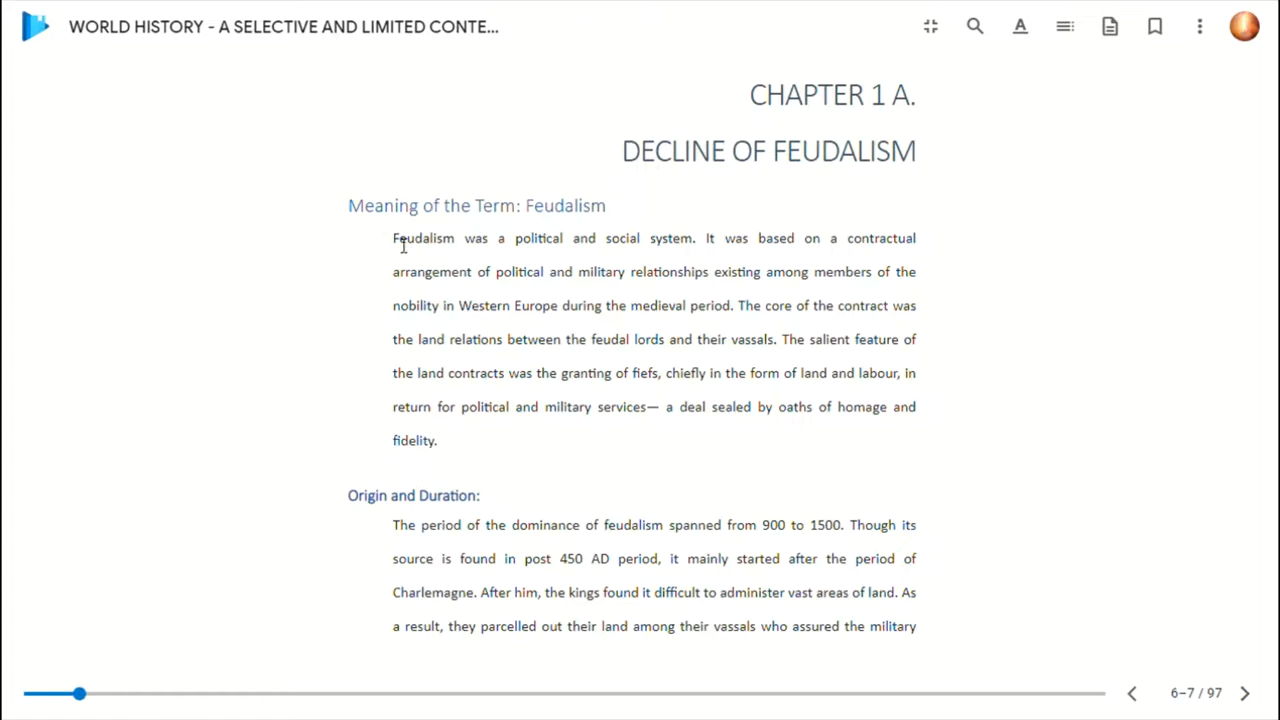 WORLD HISTORY - A SELECTIVE AND LIMITED CONTE...
CHAPTER 1 A.
DECLINE OF FEUDALISM
Meaning of the Term: Feudalism
Feudalism was a political and social system. It was based on a contractual
arrangement of political and military relationships existing among members of the
nobility in Western Europe during the medieval period. The core of the contract was
the land relations between the feudal lords and their vassals. The salient feature of
the land contracts was the granting of fiefs, chiefly in the form of land and labour, in
return for political and military services— a deal sealed by oaths of homage and
fidelity.
Origin and Duration:
The period of the dominance of feudalism spanned from 900 to 1500. Though its
source is found in post 450 AD period, it mainly started after the period of
Charlemagne. After him, the kings found it difficult to administer vast areas of land. As
a result, they parcelled out their land among their vassals who assured the military
6–7 / 97